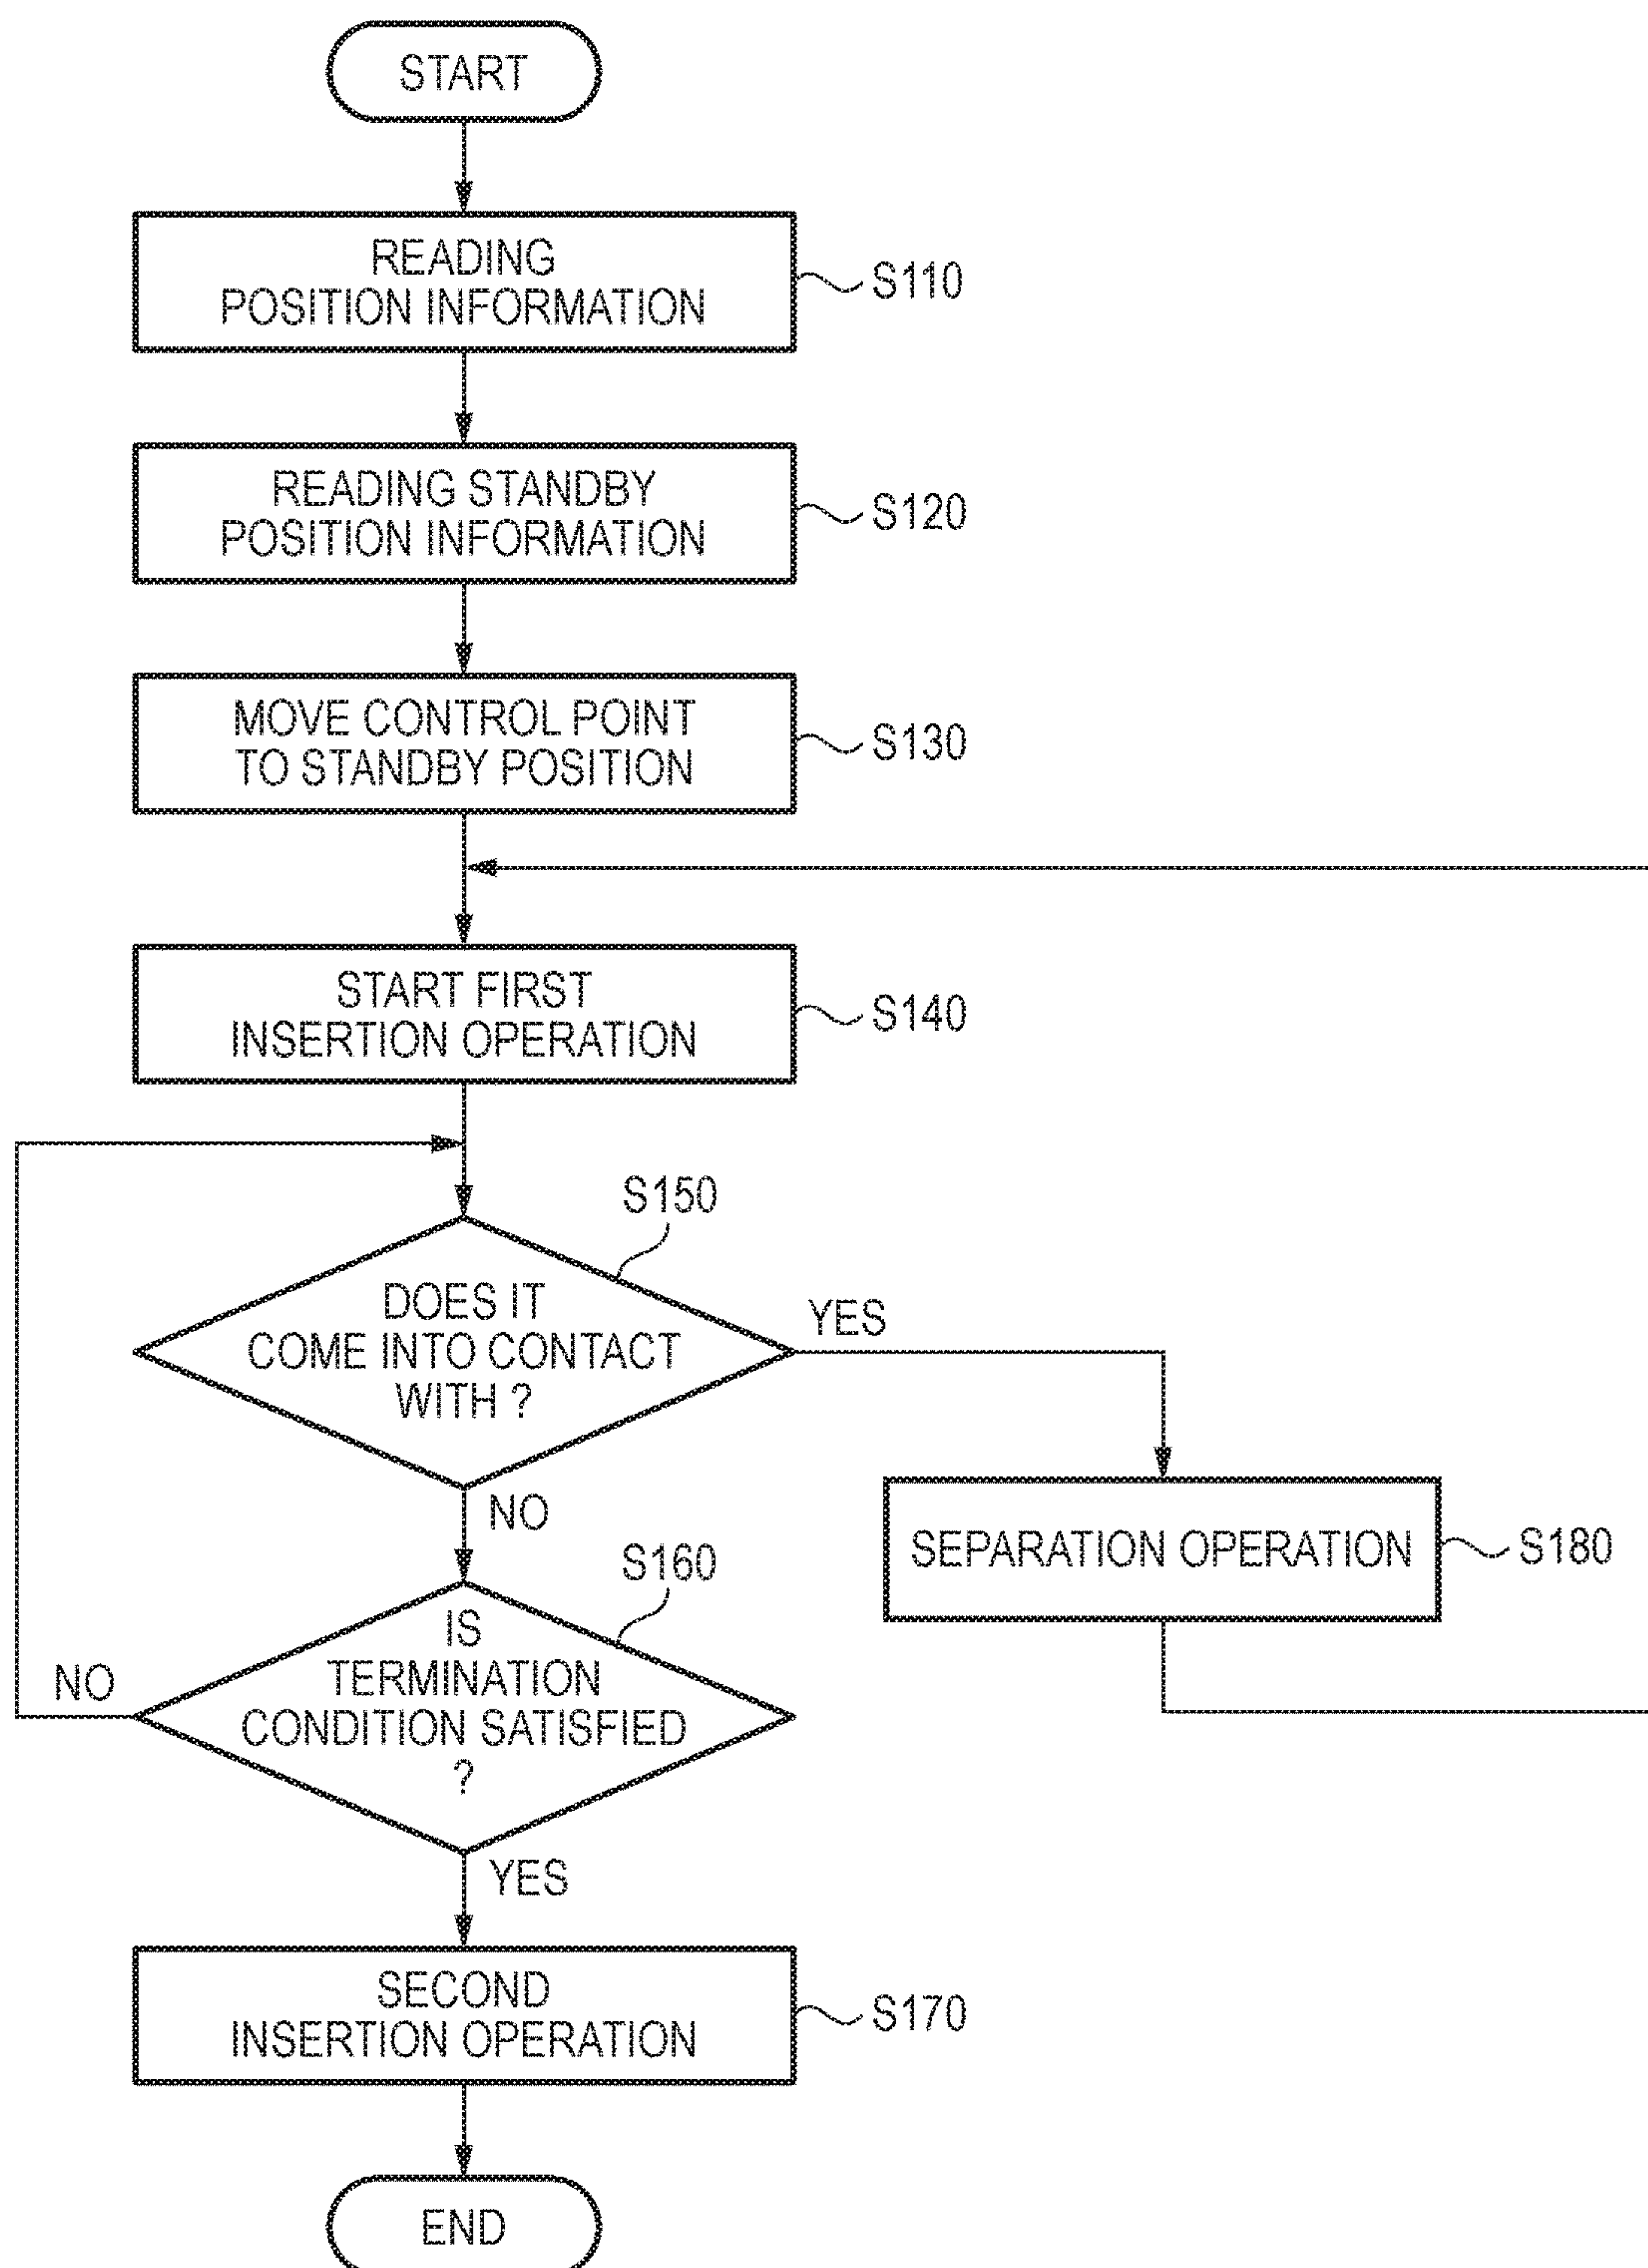 START
READING
POSITION INFORMATION
S110
READING STANDBY
POSITION INFORMATION
S120
MOVE CONTROL POINT
TO STANDBY POSITION
S130
START FIRST
INSERTION OPERATION
S140
S150
DOES IT
COME INTO CONTACT
WITH ?
YES
NO
SEPARATION OPERATION
S180
S160
IS
TERMINATION
CONDITION SATISFIED
?
NO
YES
SECOND
INSERTION OPERATION
S170
END